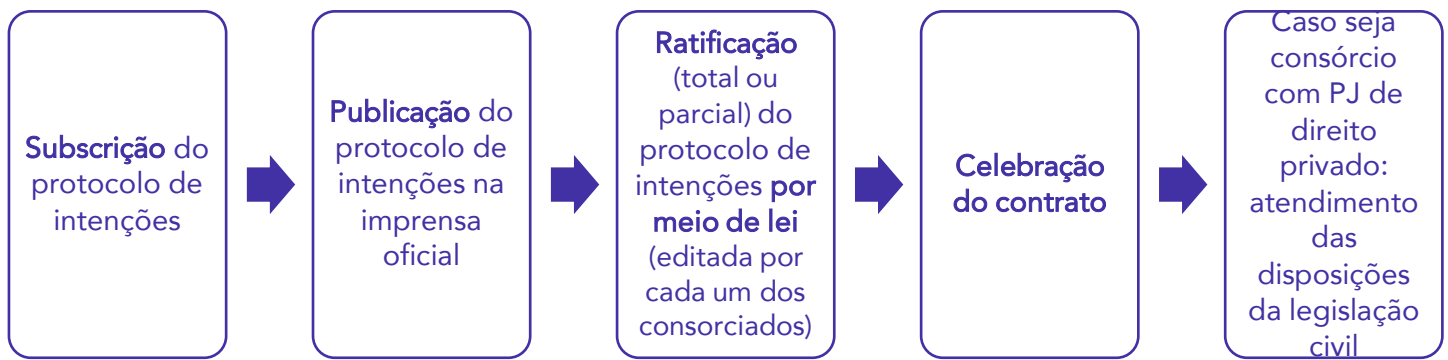 Subscrição do
protocolo de
intenções
Publicação do
protocolo de
intenções na
imprensa
oficial
Ratificação
(total ou
parcial) do
protocolo de
intenções por
meio de lei
(editada por
cada um dos
consorciados)
Celebração
do contrato
Caso seja
consórcio
com PJ de
direito
privado:
atendimento
das
disposições
da legislação
civil